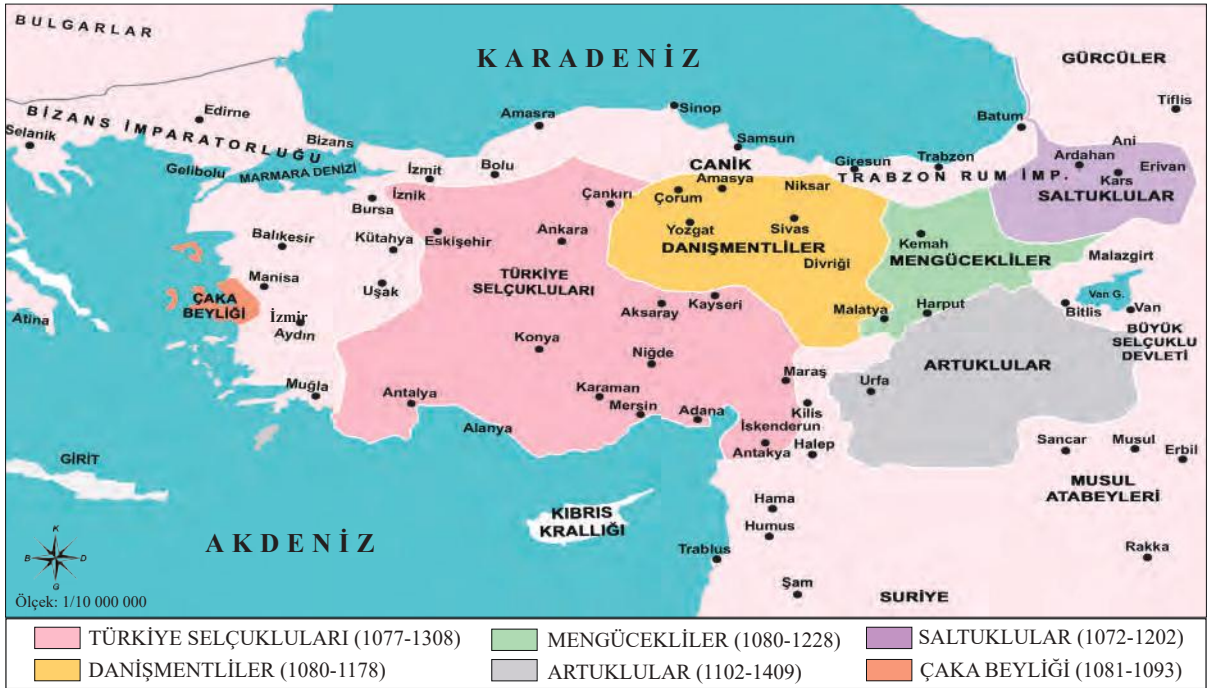 BULGARLAR
KARADENİZ
GÜRCÜLER
Tiflis
Edirne
Sinop
Amasra
Batum
BİZANS İMPARATORLUĞU
Selanik
Bizans
Samsun
Ani
Ardahan
Erivan
Gelibolu
MARMARA DENİZİ
İzmit
Bolu
CANİK
Giresun
Trabzon
TRABZON RUM İMP.
Kars
SALTUKLULAR
İznik
Bursa
Çankırı
Çorum
Amasya
Niksar
Balıkesir
Kütahya
Eskişehir
Ankara
Yozgat
Sivas
DANIŞMENTLİLER
Divriği
Kemah
MENGÜCEKLİLER
Malazgirt
Manisa
Uşak
TÜRKİYE
SELÇUKLULARI
ÇAKA
BEYLİĞİ
İzmir
Aydın
Aksaray
Kayseri
Malatya
Harput
Van G.
Bitlis
Van
BÜYÜK
SELÇUKLU
DEVLETİ
Atina
Konya
Niğde
Maraş
Urfa
ARTUKLULAR
Muğla
Antalya
Karaman
Mersin
Adana
Kilis
Alanya
İskenderun
Antakya
Halep
Sancar
Musul
Erbil
GİRİT
MUSUL
ATABEYLERİ
KIBRIS
KRALLIĞI
Hama
Humus
AKDENİZ
Trablus
Rakka
Şam
SURİYE
K
B
D
G
Ölçek: 1/10 000 000
TÜRKİYE SELÇUKLULARI (1077-1308)
MENGÜCEKLİLER (1080-1228)
SALTUKLULAR (1072-1202)
DANİŞMENTLİLER (1080-1178)
ARTUKLULAR (1102-1409)
ÇAKA BEYLİĞİ (1081-1093)